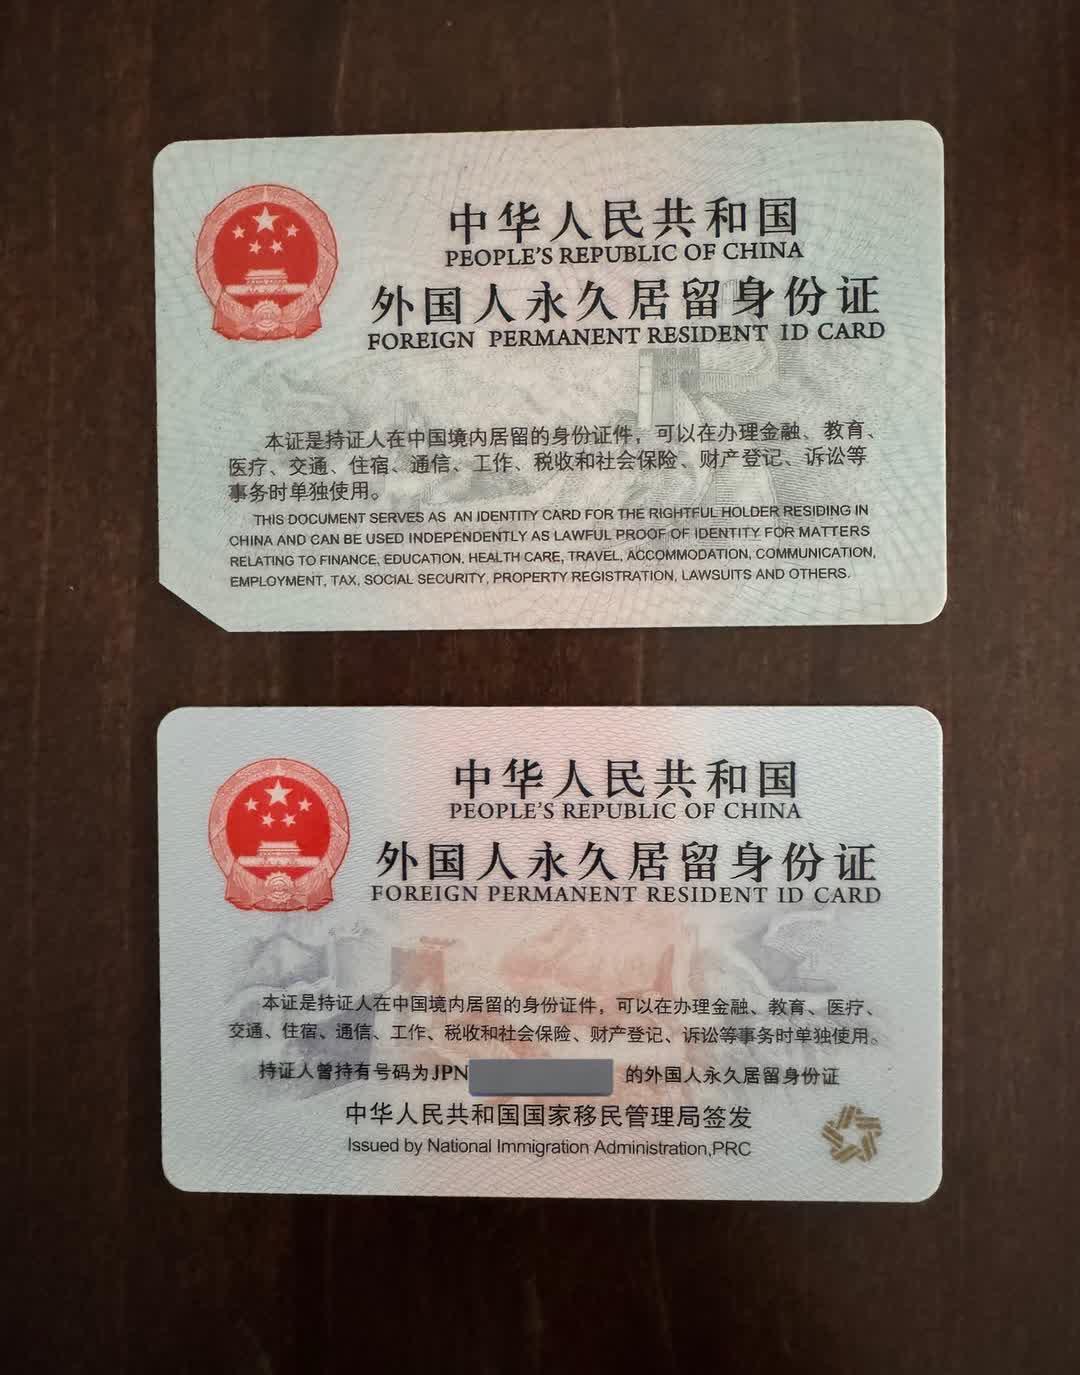 中华人民共和国
PEOPLE'S REPUBLIC OF CHINA
外国人永久居留身份证
FOREIGN PERMANENT RESIDENT ID CARD
本证是持证人在中国境内居留的身份证件，可以在办理金融、教育、
医疗、交通、住宿、通信、工作、税收和社会保险、财产登记、诉讼等
事务时单独使用。
THIS DOCUMENT SERVES AS AN IDENTITY CARD FOR THE RIGHTFUL HOLDER RESIDING IN
CHINA AND CAN BE USED INDEPENDENTLY AS LAWFUL PROOF OF IDENTITY FOR MATTERS
RELATING TO FINANCE, EDUCATION, HEALTH CARE, TRAVEL, ACCOMMODATION, COMMUNICATION,
EMPLOYMENT, TAX, SOCIAL SECURITY, PROPERTY REGISTRATION, LAWSUITS AND OTHERS.
中华人民共和国
PEOPLE'S REPUBLIC OF CHINA
外国人永久居留身份证
FOREIGN PERMANENT RESIDENT ID CARD
本证是持证人在中国境内居留的身份证件，可以在办理金融、教育、医疗、
交通、住宿、通信、工作、税收和社会保险、财产登记、诉讼等事务时单独使用。
持证人曾持有号码为JPN 的外国人永久居留身份证
中华人民共和国国家移民管理局签发
Issued by National Immigration Administration,PRC